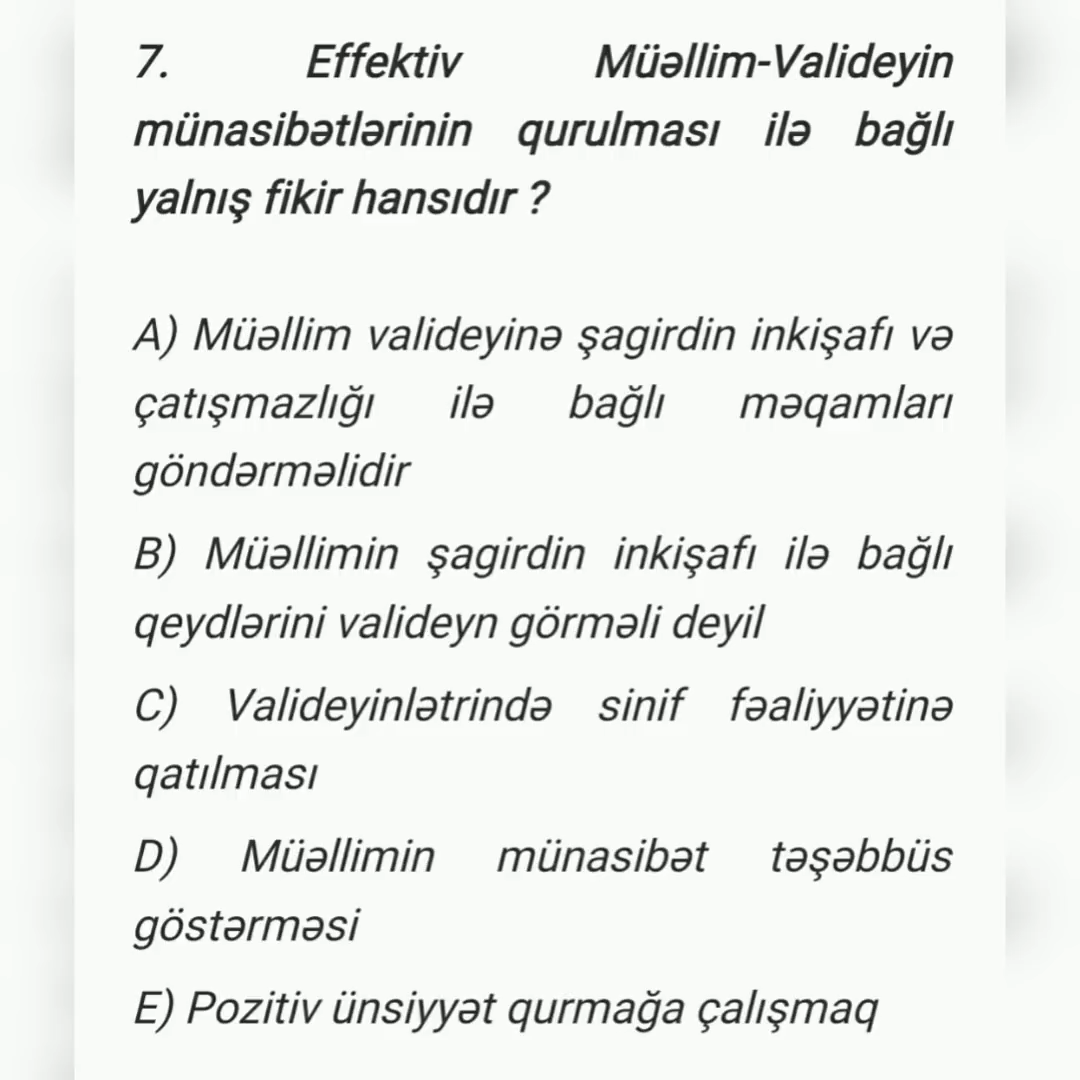 7. Effektiv Müəllim-Valideyin
münasibətlərinin qurulması ilə bağlı
yalnış fikir hansıdır ?
A) Müəllim valideyinə şagirdin inkişafı və
çatışmazlığı ilə bağlı məqamları
göndərməlidir
B) Müəllimin şagirdin inkişafı ilə bağlı
qeydlərini valideyn görməli deyil
C) Valideyinlətrində sinif fəaliyyətinə
qatılması
D) Müəllimin münasibət təşəbbüs
göstərməsi
E) Pozitiv ünsiyyət qurmağa çalışmaq